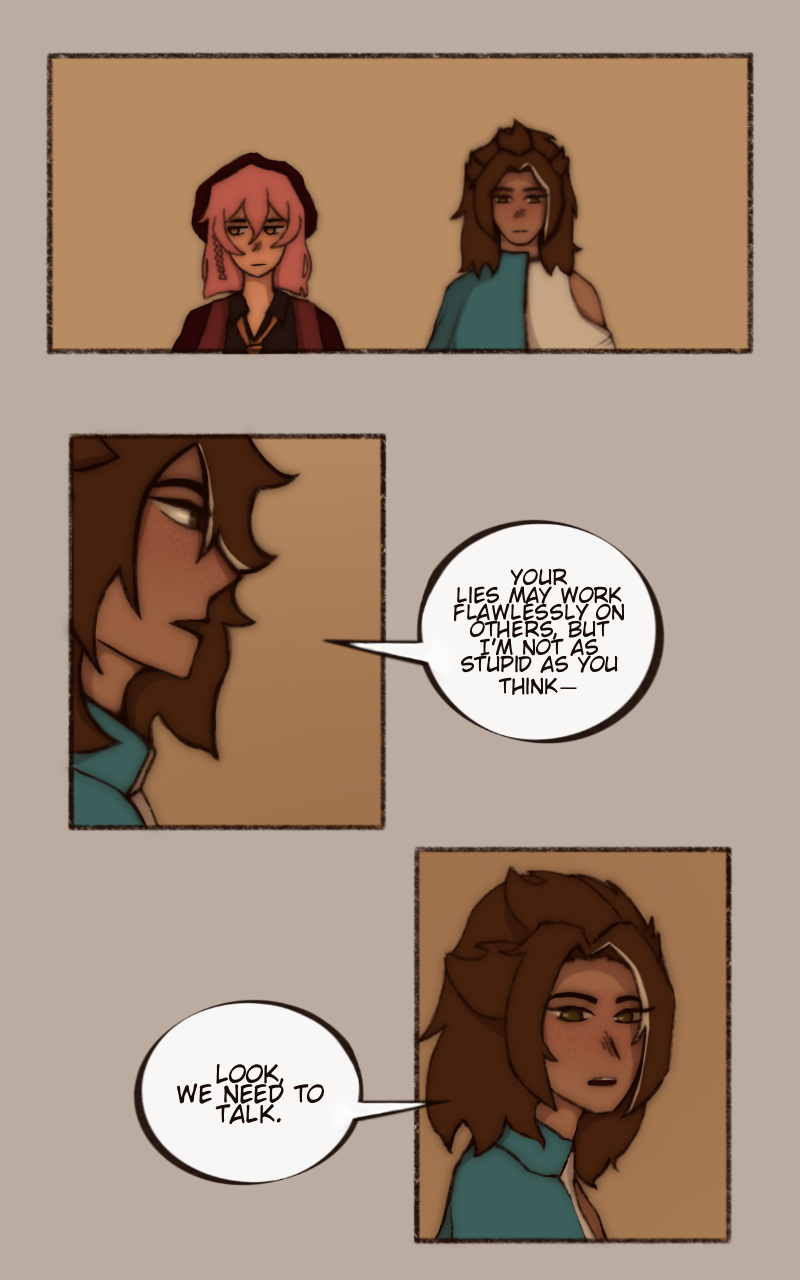 YOUR
LIES MAY WORK
FLAWLESSLY ON
OTHERS, BUT
I'M NOT AS
STUPID AS YOU
THINK—
LOOK,
WE NEED TO
TALK.